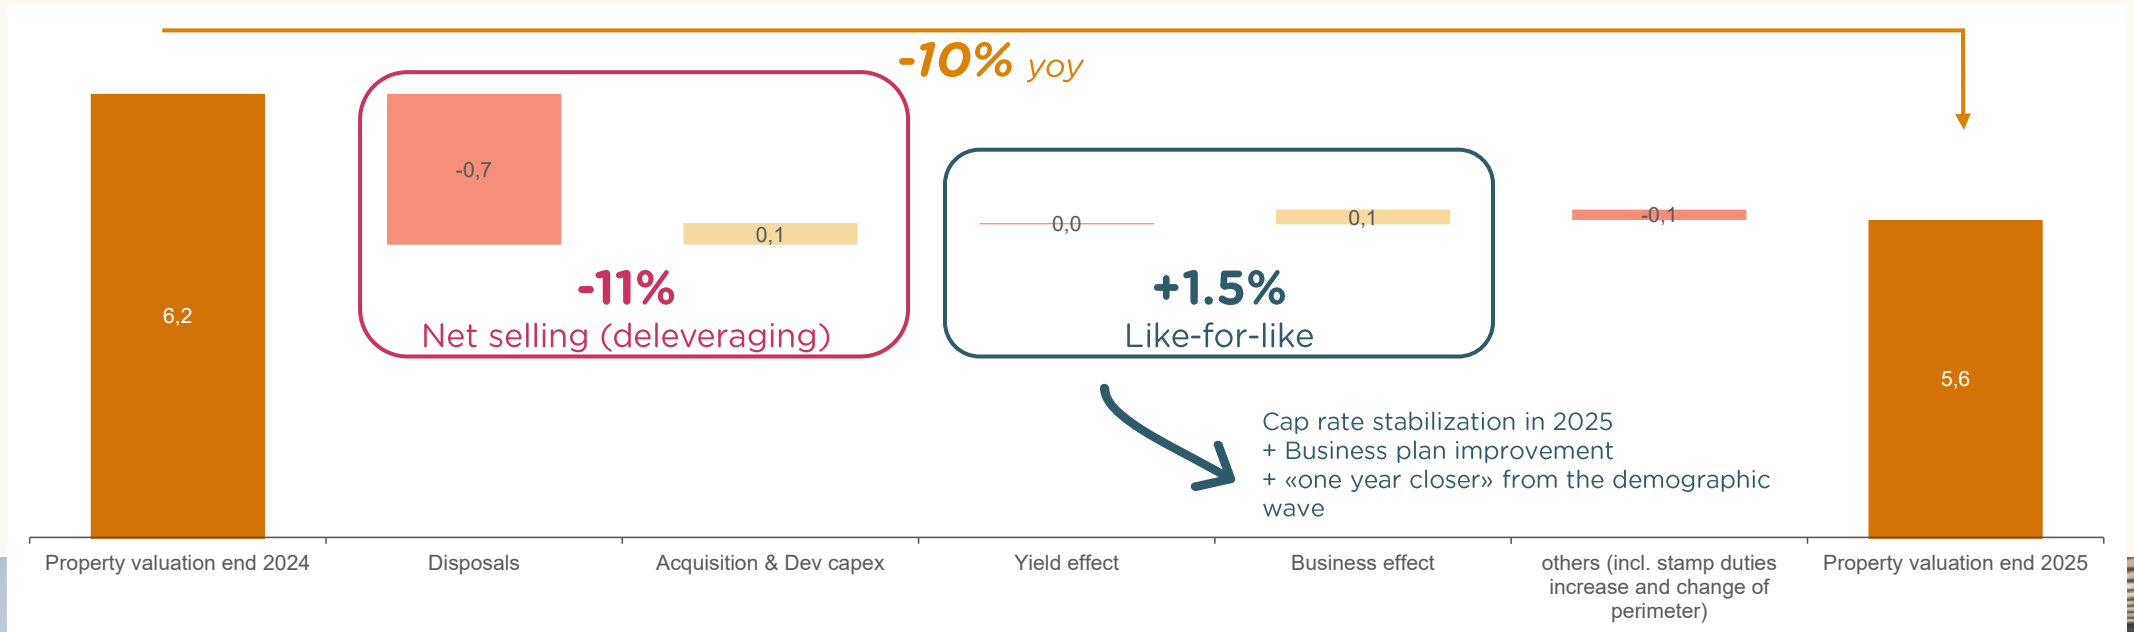 -10% yoy
-0,7
0,1
-11%
Net selling (deleveraging)
0,0
0,1
+1.5%
Like-for-like
-0,1
6,2
5,6
Cap rate stabilization in 2025
+ Business plan improvement
+ «one year closer» from the demographic
wave
Property valuation end 2024
Disposals
Acquisition & Dev capex
Yield effect
Business effect
others (incl. stamp duties
increase and change of
perimeter)
Property valuation end 2025